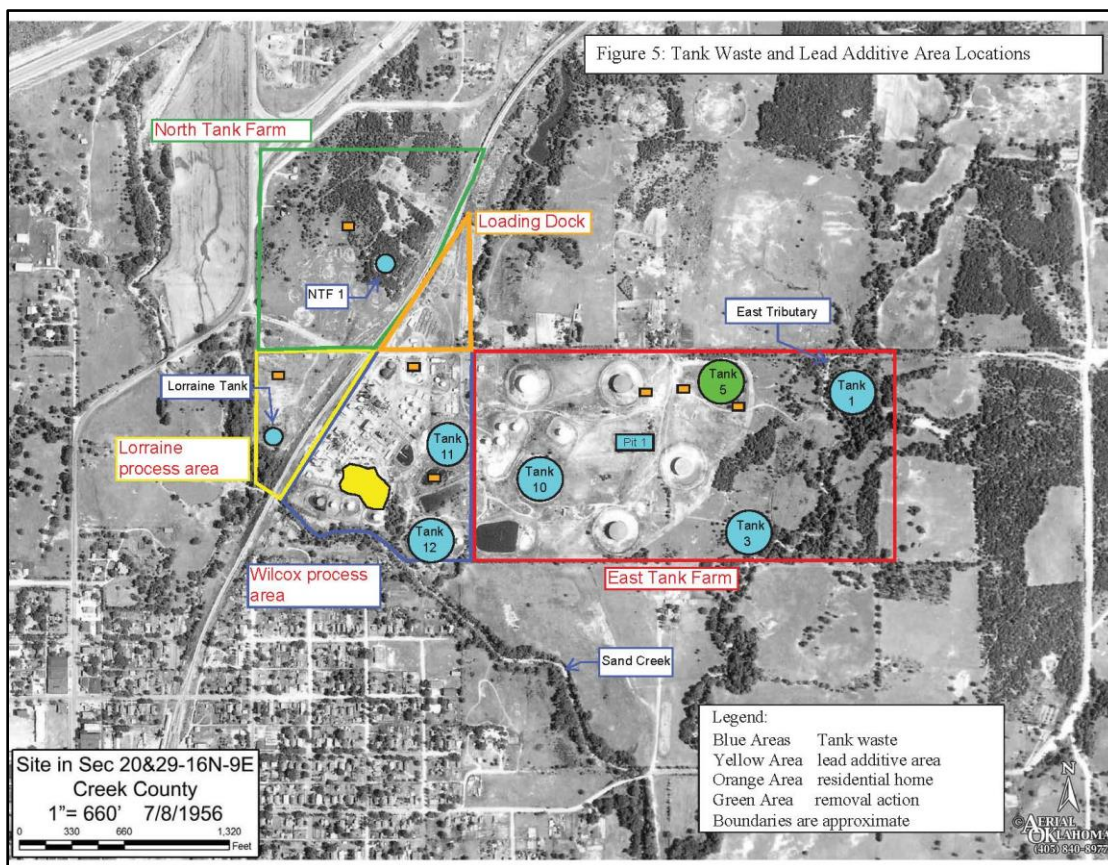 Figure 5: Tank Waste and Lead Additive Area Locations
North Tank Farm
Loading Dock
NTF 1
East Tributary
Lorraine Tank
Tank
5
Tank
1
Lorraine
process area
Tank
11
Pit 1
Tank
10
Tank
12
Tank
3
Wilcox process
area
East Tank Farm
Sand Creek
Legend:
Blue Areas Tank waste
Yellow Area lead additive area
Orange Area residential home
Green Area removal action
Boundaries are approximate
N
Site in Sec 20&29-16N-9E
Creek County
1"= 660' 7/8/1956
0 330 660 1,320
Feet
©AERIAL
OKLAHOMA
(405) 840-8977